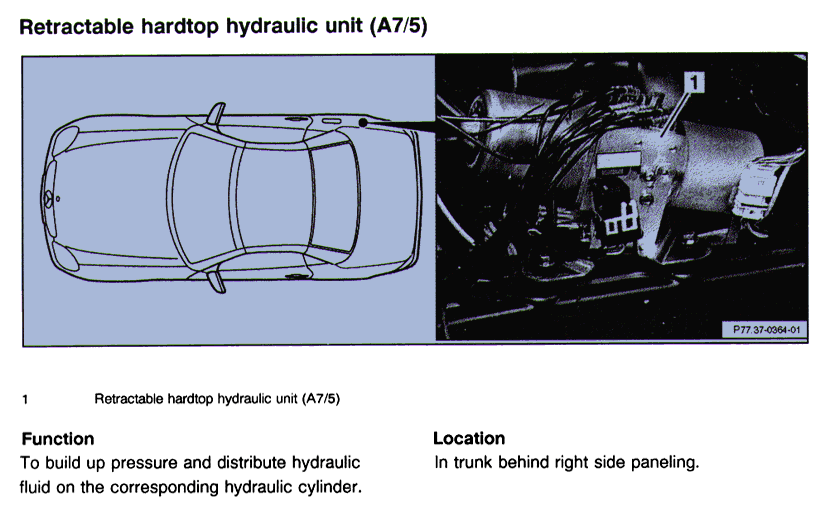 Retractable hardtop hydraulic unit (A7/5)
1
P77.37-0364-01
1 Retractable hardtop hydraulic unit (A7/5)
Function
To build up pressure and distribute hydraulic
fluid on the corresponding hydraulic cylinder.
Location
In trunk behind right side paneling.